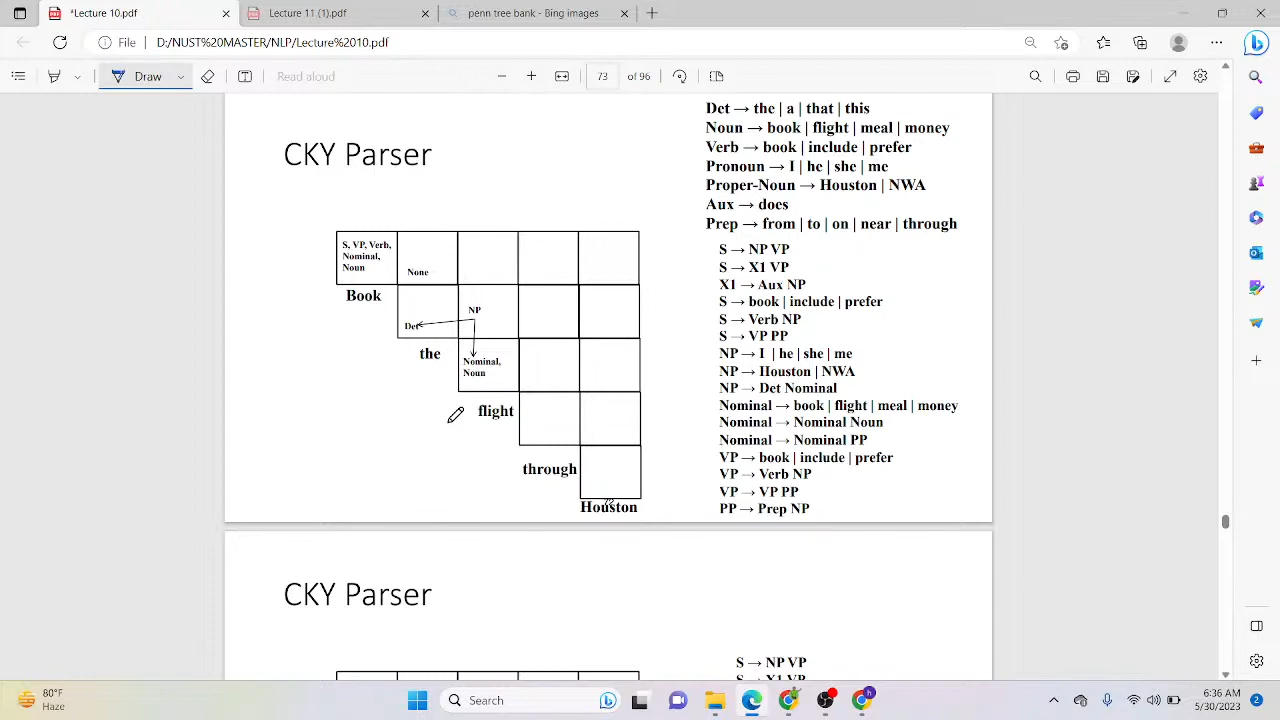 *Lecture 10.pdf
Lecture 11 (1).pdf
penn tree bank - Bing images
File
D:/NUST%20MASTER/NLP/Lecture%2010.pdf
Draw
Read aloud
73
of 96
CKY Parser
Det → the | a | that | this
Noun → book | flight | meal | money
Verb → book | include | prefer
Pronoun → I | he | she | me
Proper-Noun → Houston | NWA
Aux → does
Prep → from | to | on | near | through
S → NP VP
S → X1 VP
X1 → Aux NP
S → book | include | prefer
S → Verb NP
S → VP PP
NP → I | he | she | me
NP → Houston | NWA
NP → Det Nominal
Nominal → book | flight | meal | money
Nominal → Nominal Noun
Nominal → Nominal PP
VP → book | include | prefer
VP → Verb NP
VP → VP PP
PP → Prep NP
S, VP, Verb,
Nominal,
Noun
None
Book
NP
Det
the
Nominal,
Noun
flight
through
Houston
CKY Parser
S → NP VP
S → X1 VP
80°F
Haze
Search
6:36 AM
5/30/2023